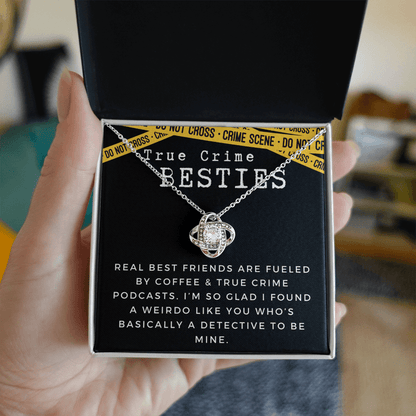 DO NOT CROSS • CRIME SCENE • DO NOT
DO NOT CROSS
CROSS
True Crime
BESTIES
REAL BEST FRIENDS ARE FUELED
BY COFFEE & TRUE CRIME
PODCASTS. I'M SO GLAD I FOUND
A WEIRDO LIKE YOU WHO'S
BASICALLY A DETECTIVE TO BE
MINE.